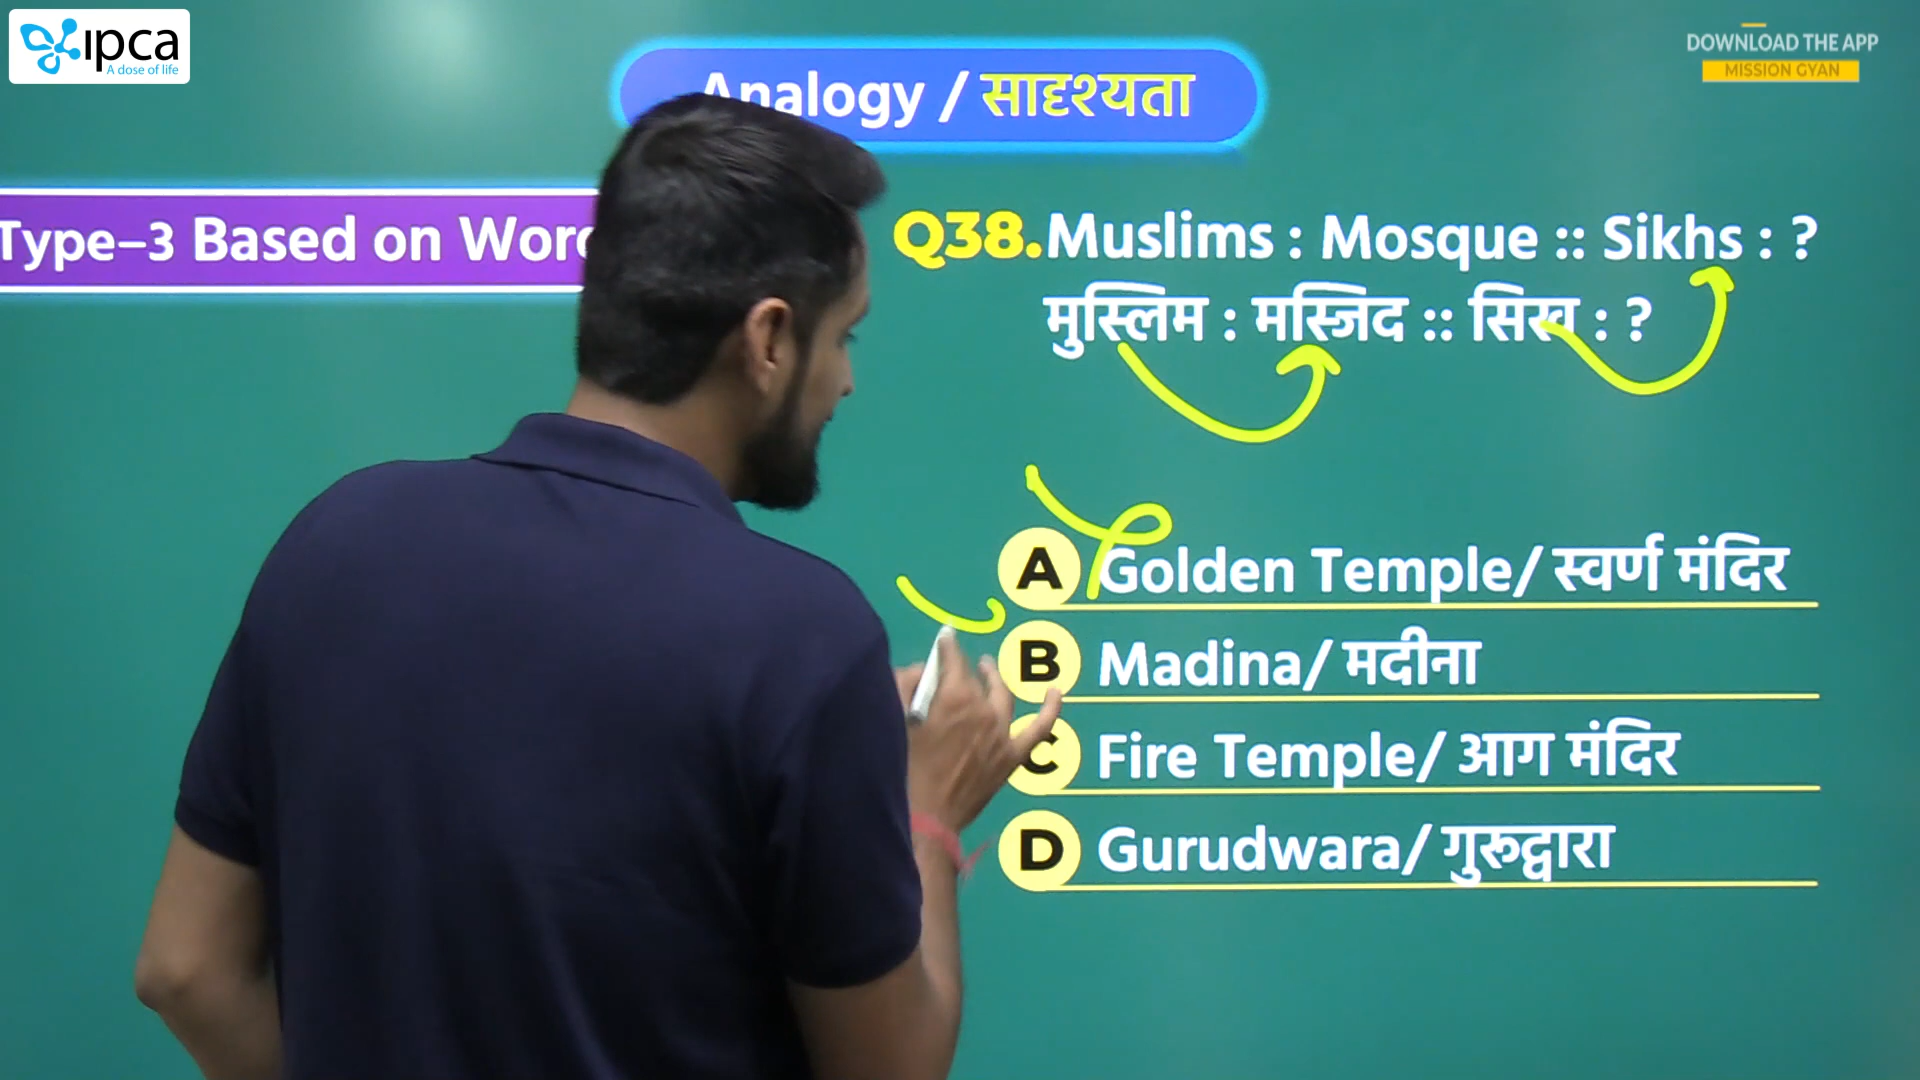 ipca
A dose of life
DOWNLOAD THE APP
MISSION GYAN
Analogy / सादृश्यता
Type-3 Based on
Q38. Muslims : Mosque :: Sikhs : ?
मुस्लिम : मस्जिद :: सिख : ?
A Golden Temple/ स्वर्ण मंदिर
B Madina/ मदीना
C Fire Temple/ आग मंदिर
D Gurudwara/ गुरूद्वारा